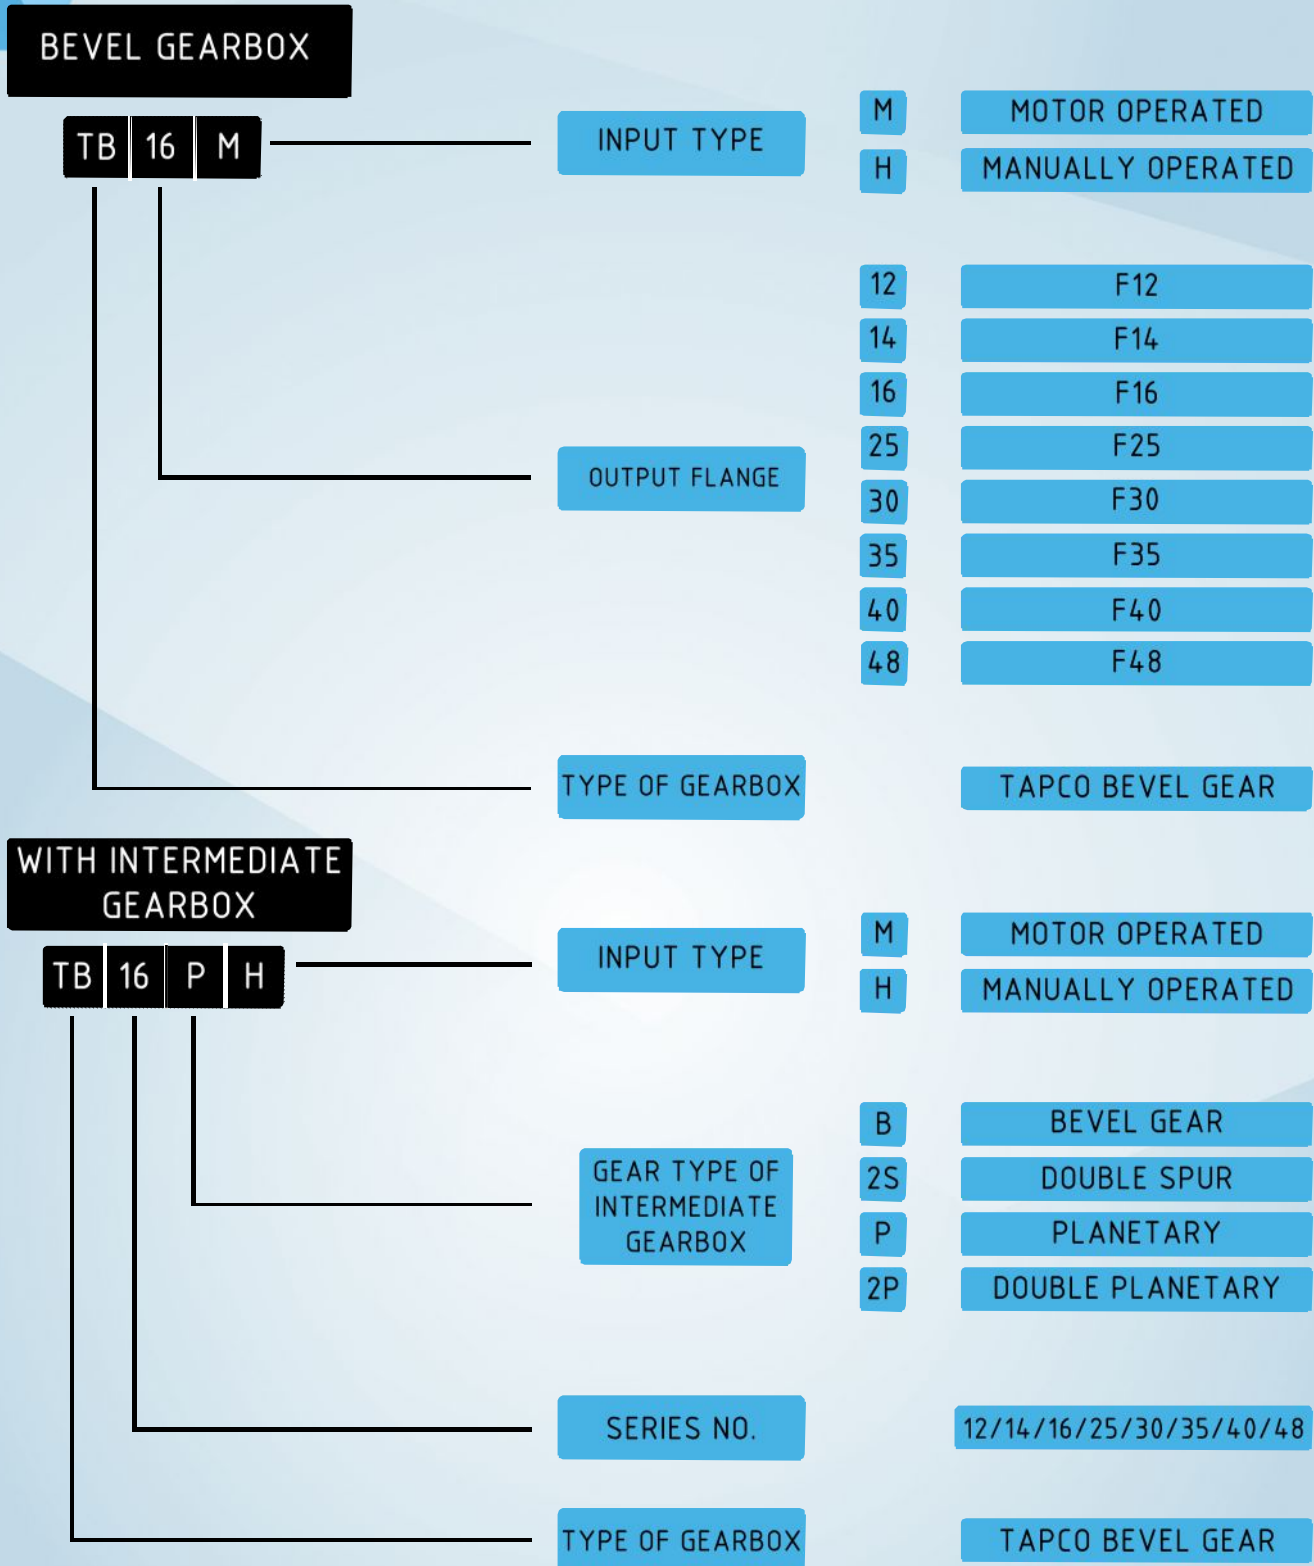 BEVEL GEARBOX
TB 16 M
INPUT TYPE
M MOTOR OPERATED
H MANUALLY OPERATED
OUTPUT FLANGE
12 F12
14 F14
16 F16
25 F25
30 F30
35 F35
40 F40
48 F48
TYPE OF GEARBOX TAPCO BEVEL GEAR
WITH INTERMEDIATE
GEARBOX
TB 16 P H
INPUT TYPE
M MOTOR OPERATED
H MANUALLY OPERATED
GEAR TYPE OF
INTERMEDIATE
GEARBOX
B BEVEL GEAR
2S DOUBLE SPUR
P PLANETARY
2P DOUBLE PLANETARY
SERIES NO. 12/14/16/25/30/35/40/48
TYPE OF GEARBOX TAPCO BEVEL GEAR